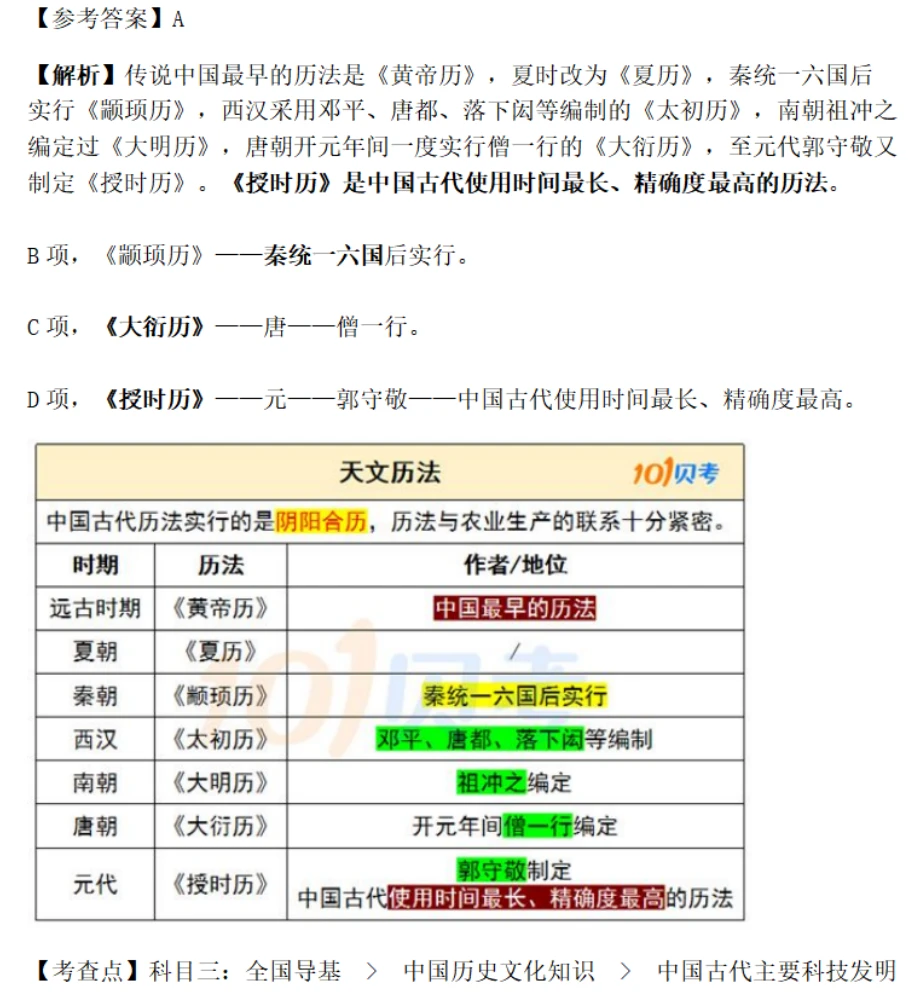 【参考答案】A
【解析】传说中国最早的历法是《黄帝历》，夏时改为《夏历》，秦统一六国后
实行《颛顼历》，西汉采用邓平、唐都、落下闳等编制的《太初历》，南朝祖冲之
编定过《大明历》，唐朝开元年间一度实行僧一行的《大衍历》，至元代郭守敬又
制定《授时历》。《授时历》是中国古代使用时间最长、精确度最高的历法。
B 项，《颛顼历》——秦统一六国后实行。
C 项，《大衍历》——唐——僧一行。
D 项，《授时历》——元——郭守敬——中国古代使用时间最长、精确度最高。
天文历法 101贝考
中国古代历法实行的是阴阳合历，历法与农业生产的联系十分紧密。
时期 历法 作者/地位
远古时期 《黄帝历》 中国最早的历法
夏朝 《夏历》 /
秦朝 《颛顼历》 秦统一六国后实行
西汉 《太初历》 邓平、唐都、落下闳等编制
南朝 《大明历》 祖冲之编定
唐朝 《大衍历》 开元年间僧一行编定
元代 《授时历》 郭守敬制定
中国古代使用时间最长、精确度最高的历法
101贝考
【考查点】科目三：全国导基 > 中国历史文化知识 > 中国古代主要科技发明